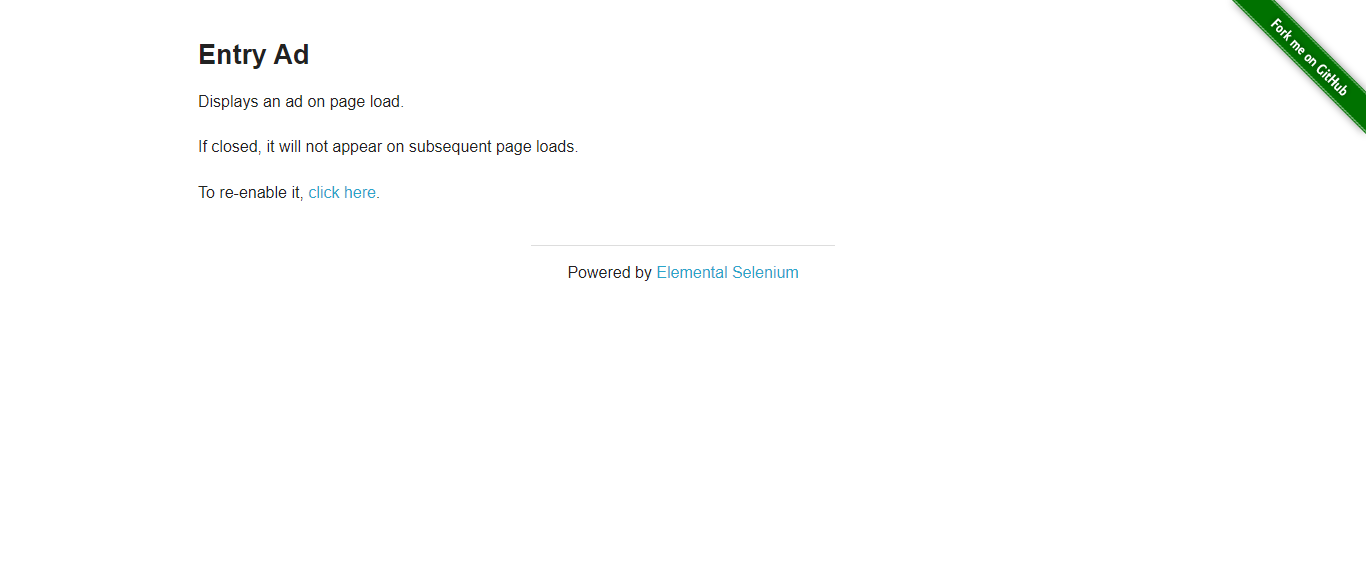 Entry Ad
Displays an ad on page load.
If closed, it will not appear on subsequent page loads.
To re-enable it, click here.
Powered by Elemental Selenium
Fork me on GitHub